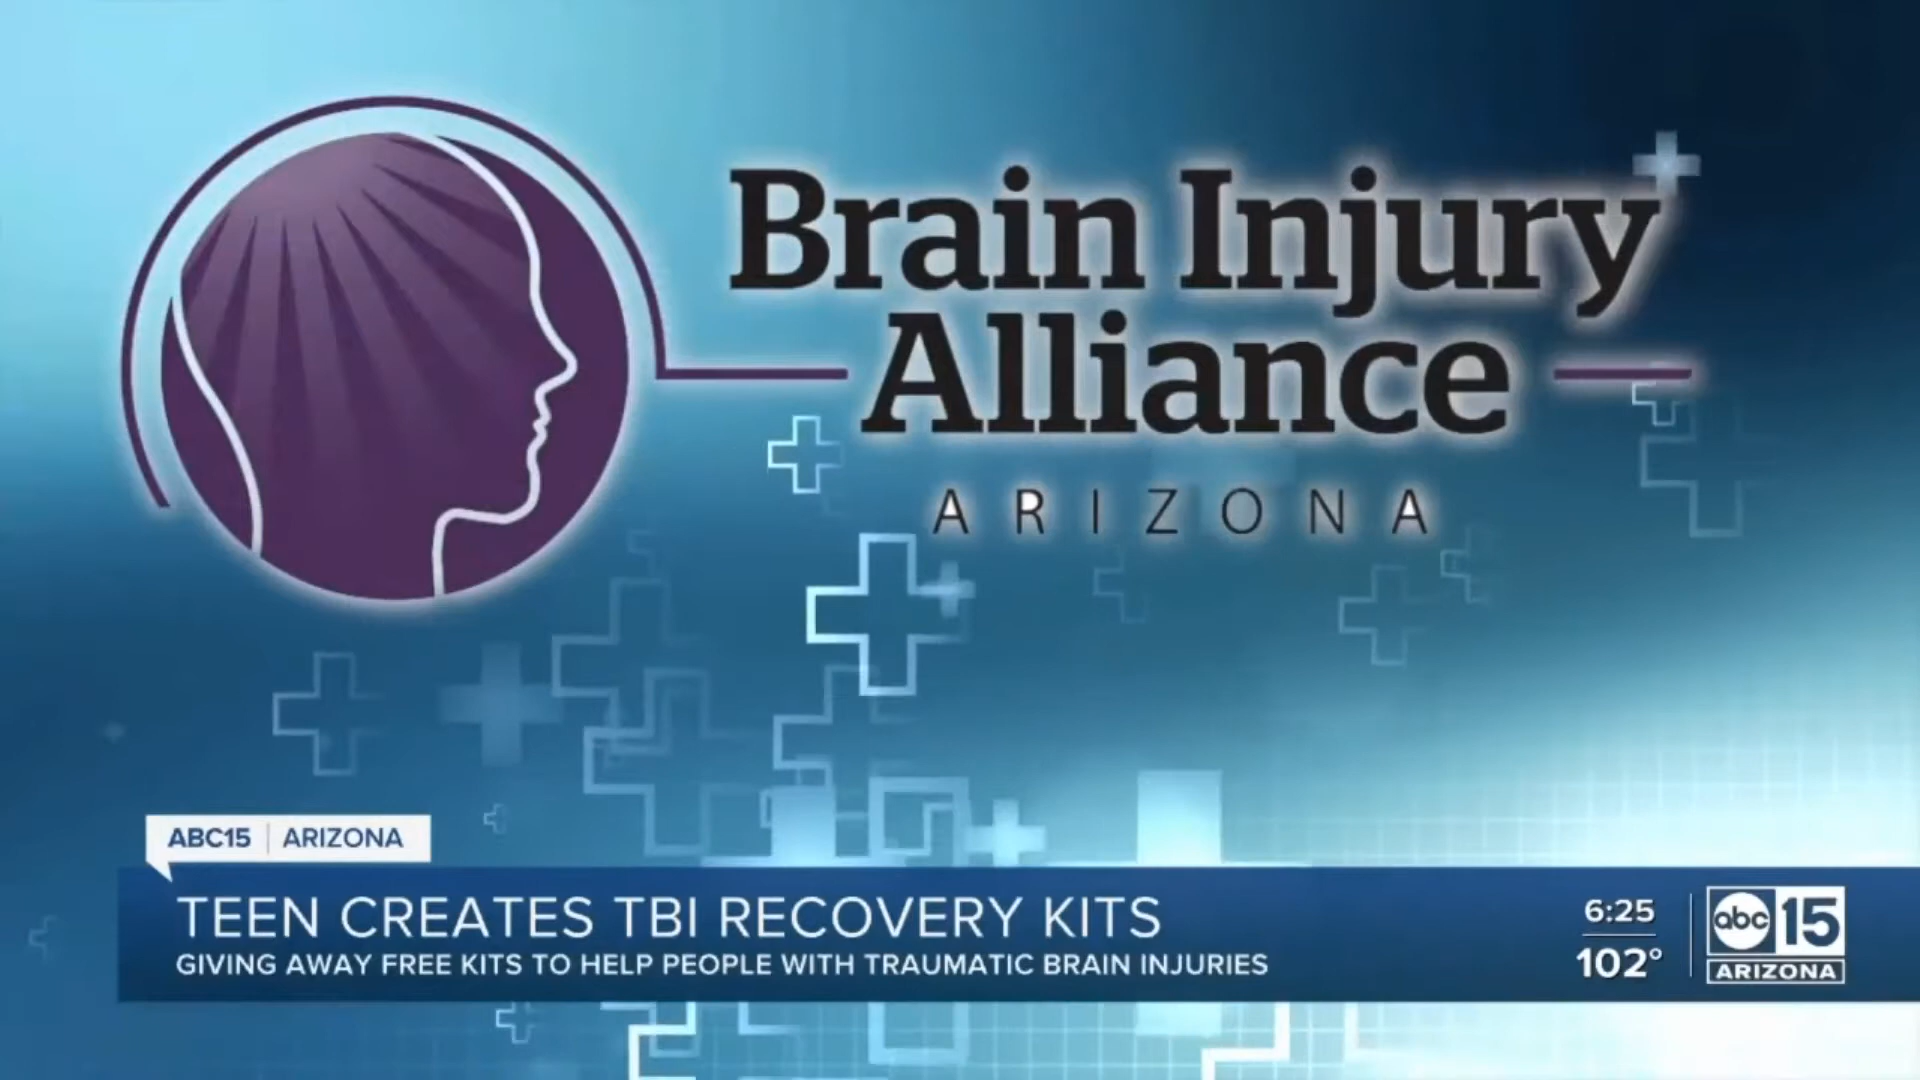 Brain Injury
Alliance
ARIZONA
ABC15 | ARIZONA
TEEN CREATES TBI RECOVERY KITS
GIVING AWAY FREE KITS TO HELP PEOPLE WITH TRAUMATIC BRAIN INJURIES
6:25
102°
abc 15
ARIZONA